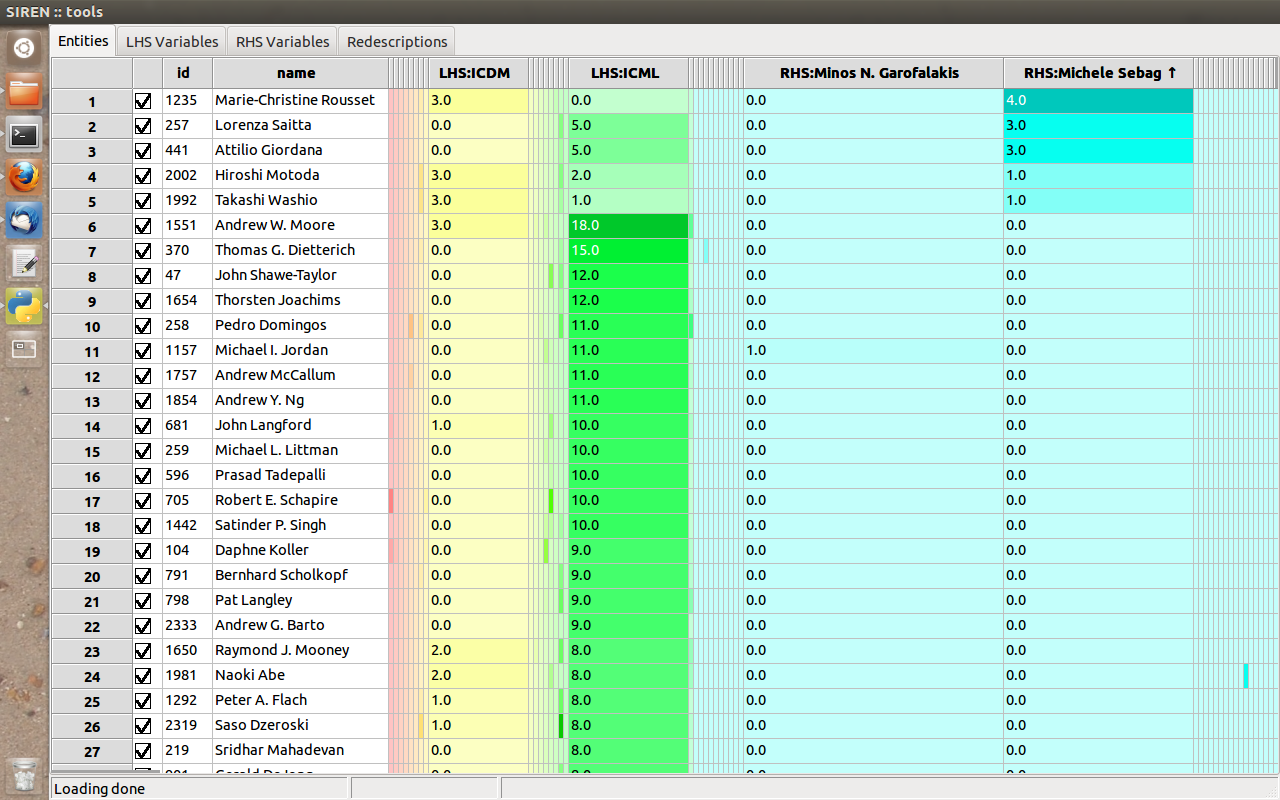 SIREN :: tools
Entities LHS Variables RHS Variables Redescriptions
id name LHS:ICDM LHS:ICML RHS:Minos N. Garofalakis RHS:Michele Sebag ↑
1 1235 Marie-Christine Rousset 3.0 0.0 0.0 4.0
2 257 Lorenza Saitta 0.0 5.0 0.0 3.0
3 441 Attilio Giordana 0.0 5.0 0.0 3.0
4 2002 Hiroshi Motoda 3.0 2.0 0.0 1.0
5 1992 Takashi Washio 3.0 1.0 0.0 1.0
6 1551 Andrew W. Moore 3.0 18.0 0.0 0.0
7 370 Thomas G. Dietterich 0.0 15.0 0.0 0.0
8 47 John Shawe-Taylor 0.0 12.0 0.0 0.0
9 1654 Thorsten Joachims 0.0 12.0 0.0 0.0
10 258 Pedro Domingos 0.0 11.0 0.0 0.0
11 1157 Michael I. Jordan 0.0 11.0 1.0 0.0
12 1757 Andrew McCallum 0.0 11.0 0.0 0.0
13 1854 Andrew Y. Ng 0.0 11.0 0.0 0.0
14 681 John Langford 1.0 10.0 0.0 0.0
15 259 Michael L. Littman 0.0 10.0 0.0 0.0
16 596 Prasad Tadepalli 0.0 10.0 0.0 0.0
17 705 Robert E. Schapire 0.0 10.0 0.0 0.0
18 1442 Satinder P. Singh 0.0 10.0 0.0 0.0
19 104 Daphne Koller 0.0 9.0 0.0 0.0
20 791 Bernhard Scholkopf 0.0 9.0 0.0 0.0
21 798 Pat Langley 0.0 9.0 0.0 0.0
22 2333 Andrew G. Barto 0.0 9.0 0.0 0.0
23 1650 Raymond J. Mooney 2.0 8.0 0.0 0.0
24 1981 Naoki Abe 2.0 8.0 0.0 0.0
25 1292 Peter A. Flach 1.0 8.0 0.0 0.0
26 2319 Saso Dzeroski 1.0 8.0 0.0 0.0
27 219 Sridhar Mahadevan 0.0 8.0 0.0 0.0
Loading done